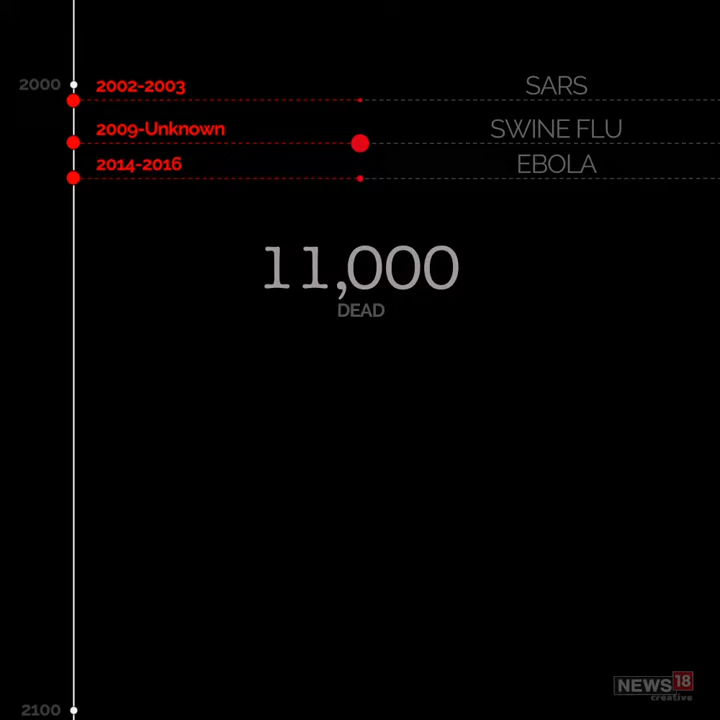 2000
2002-2003
SARS
2009-Unknown
SWINE FLU
2014-2016
EBOLA
11,000
DEAD
NEWS18
creative
2100